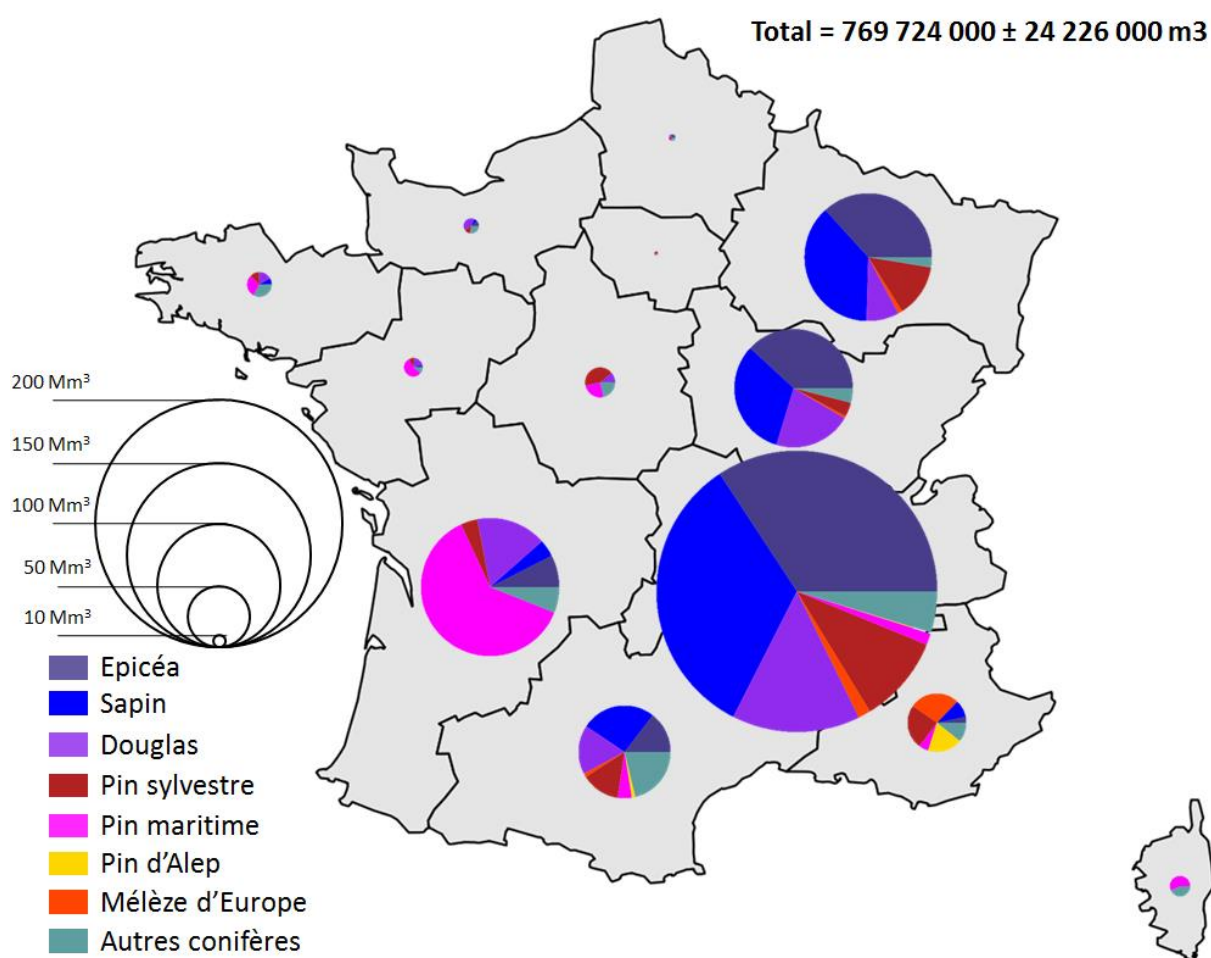 Total = 769 724 000 ± 24 226 000 m3
200 Mm³
150 Mm³
100 Mm³
50 Mm³
10 Mm³
Epicéa
Sapin
Douglas
Pin sylvestre
Pin maritime
Pin d’Alep
Mélèze d’Europe
Autres conifères